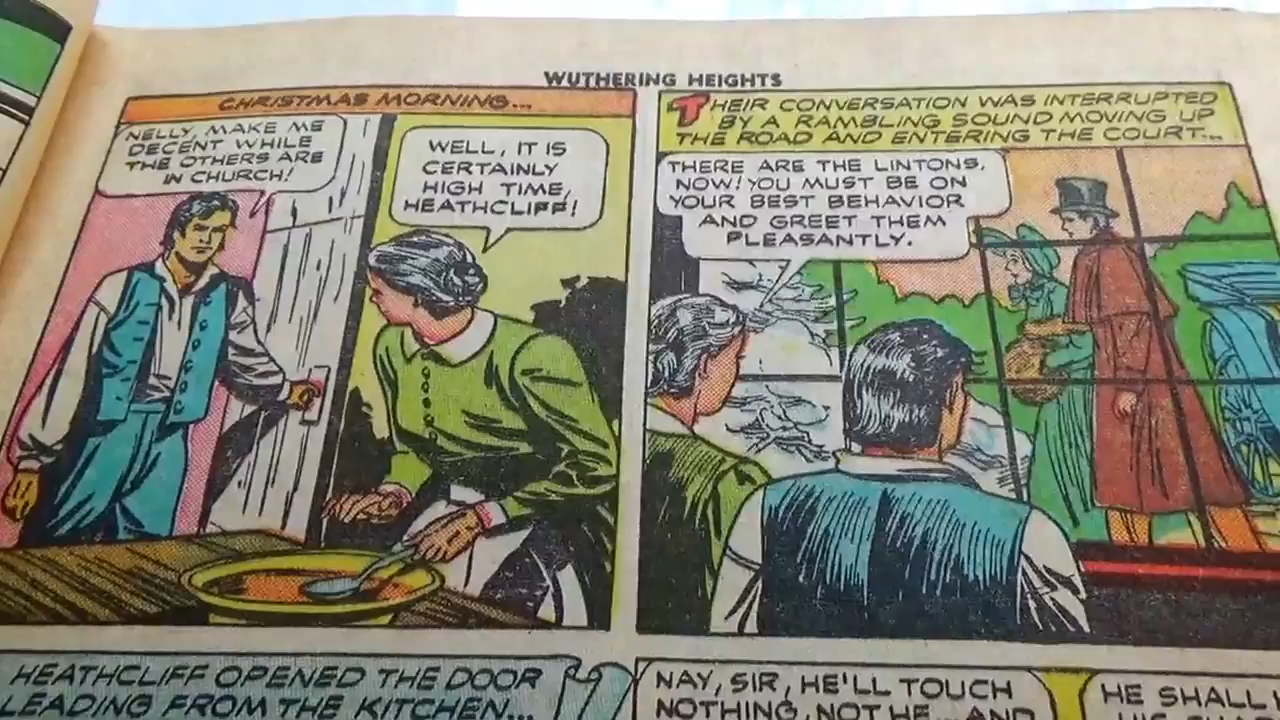 WUTHERING HEIGHTS
CHRISTMAS MORNING...
NELLY, MAKE ME
DECENT WHILE
THE OTHERS ARE
IN CHURCH!
WELL, IT IS
CERTAINLY
HIGH TIME,
HEATHCLIFF!
THEIR CONVERSATION WAS INTERRUPTED
BY A RAMBLING SOUND MOVING UP
THE ROAD AND ENTERING THE COURT...
THERE ARE THE LINTONS,
NOW! YOU MUST BE ON
YOUR BEST BEHAVIOR
AND GREET THEM
PLEASANTLY.
HEATHCLIFF OPENED THE DOOR
LEADING FROM THE KITCHEN...
NAY, SIR, HE'LL TOUCH
NOTHING, NOT HE... AND
HE SHALL